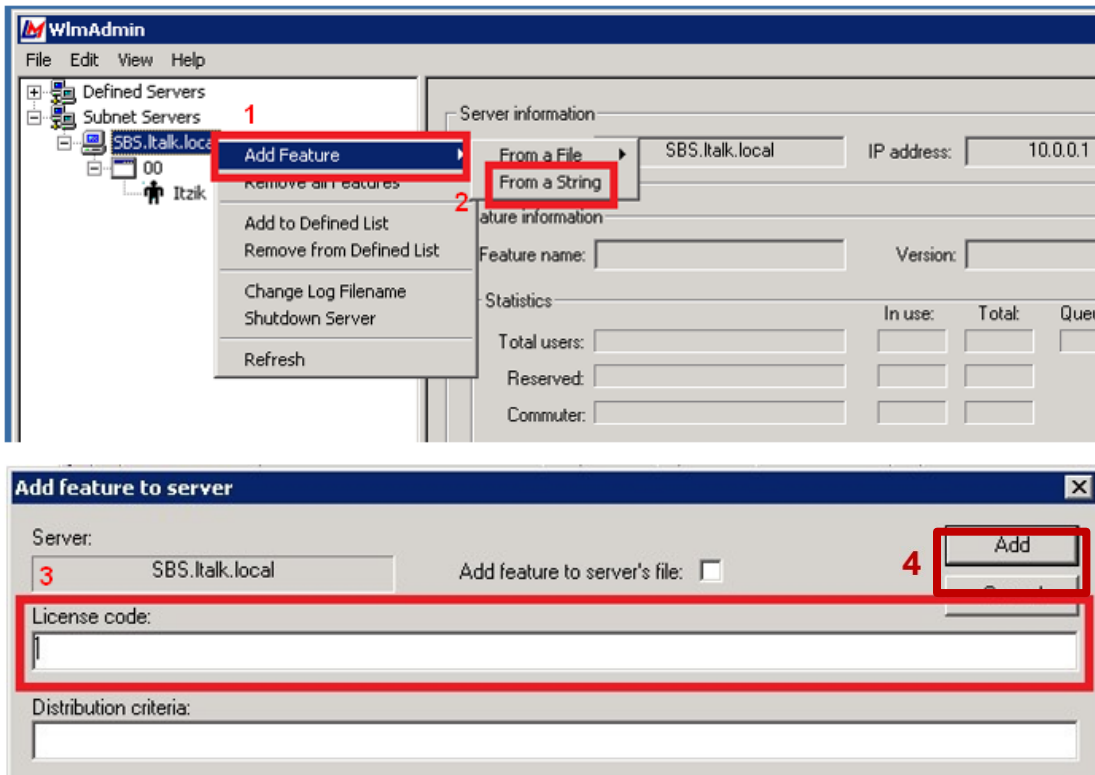 WlmAdmin
File Edit View Help
Defined Servers
Subnet Servers
1
Server information
SBS.Italk.loca
Add Feature
From a File
SBS.Italk.local
IP address:
10.0.0.1
00
Remove all Features
2
From a String
Itzik
Add to Defined List
ature information
Remove from Defined List
Feature name:
Version:
Change Log Filename
Statistics
Shutdown Server
In use:
Total:
Queu
Total users:
Refresh
Reserved:
Commuter:
Add feature to server
Server:
Add
3
SBS.Italk.local
Add feature to server's file:
4
License code:
Distribution criteria: